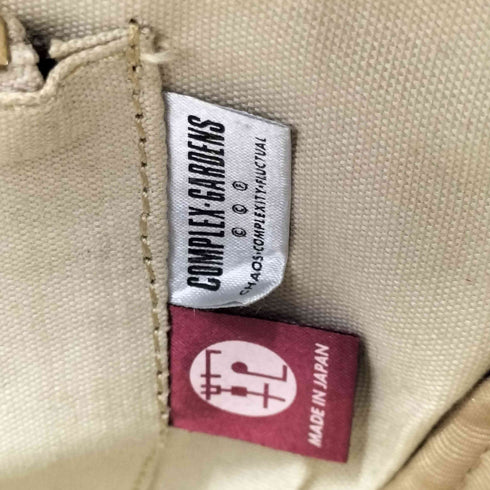 COMPLEX·GARDENS
© © ®
CHAOS·COMPLEXITY·FLUCTUAL
MADE IN JAPAN